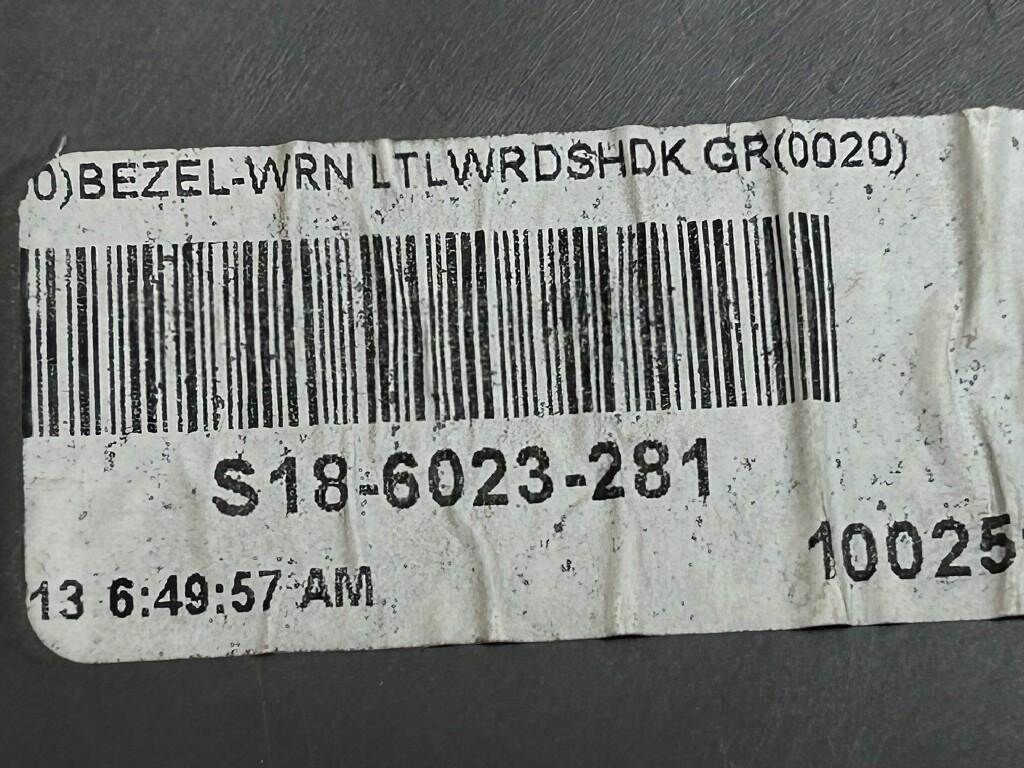 0)BEZEL-WRN LTLWRDSHDK GR(0020)
S18-6023-281
10025
13 6:49:57 AM